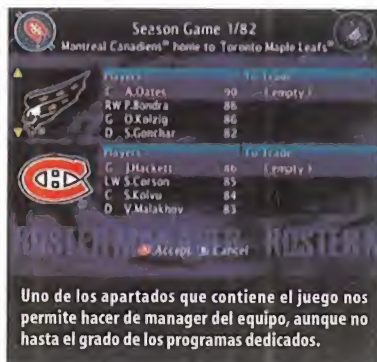 Season Game 1/82
Montreal Canadiens® home to Toronto Maple Leafs®
Players To Trade
C A.Oates 90 (empty)
RW P.Bondra 86
G O.Kolzig 86
D S.Gonchar 82
Players To Trade
G J.Hackett 86 (empty)
LW S.Corson 85
C S.Koivu 84
D V.Malakhov 83
ROSTER ROSTER
Accept Cancel
Uno de los apartados que contiene el juego nos
permite hacer de manager del equipo, aunque no
hasta el grado de los programas dedicados.